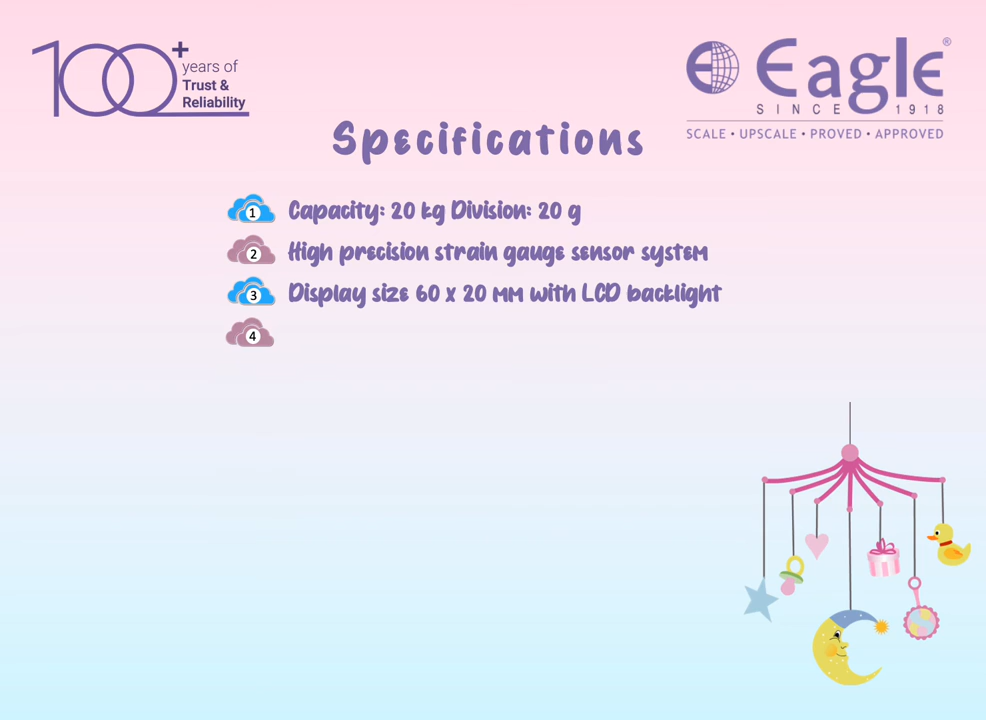 100+ years of
Trust &
Reliability
Eagle®
SINCE 1918
SCALE • UPSCALE • PROVED • APPROVED
Specifications
1 Capacity: 20 kg Division: 20 g
2 High precision strain gauge sensor system
3 Display size 60 x 20 mm with LCD backlight
4